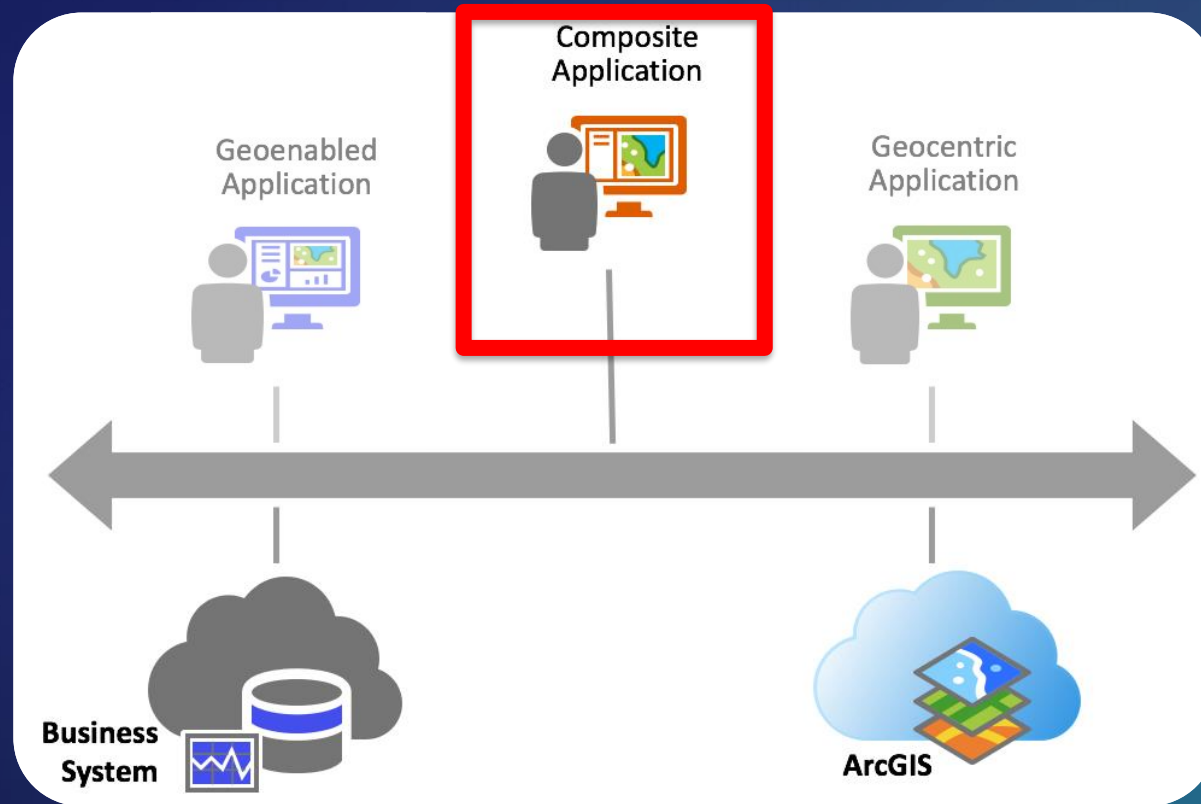 Composite
Application
Geoenabled
Application
Geocentric
Application
Business
System
ArcGIS